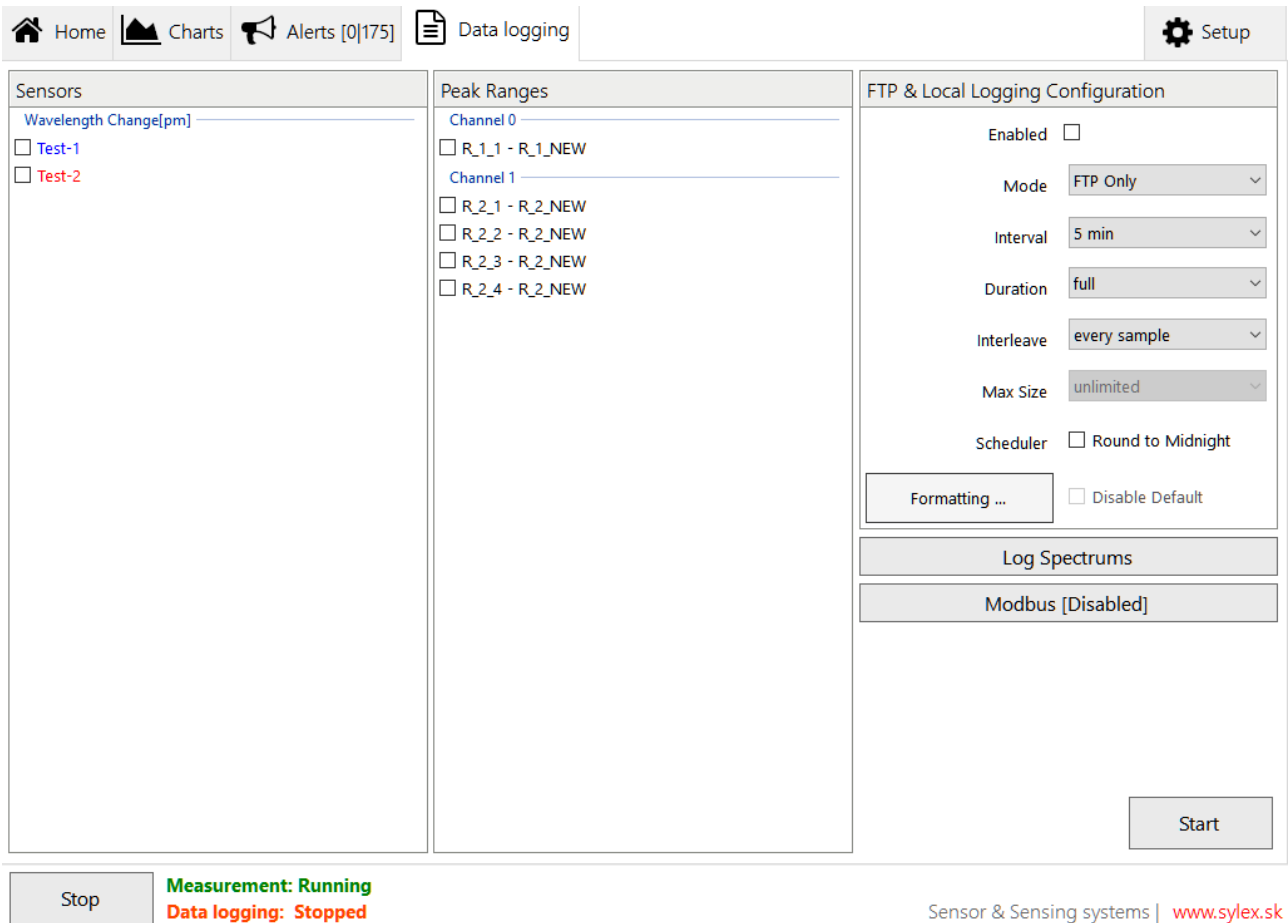 Home Charts Alerts [0|175] Data logging Setup
Sensors
Wavelength Change[pm]
Test-1
Test-2
Peak Ranges
Channel 0
R_1_1 - R_1_NEW
Channel 1
R_2_1 - R_2_NEW
R_2_2 - R_2_NEW
R_2_3 - R_2_NEW
R_2_4 - R_2_NEW
FTP & Local Logging Configuration
Enabled
Mode FTP Only
Interval 5 min
Duration full
Interleave every sample
Max Size unlimited
Scheduler Round to Midnight
Formatting ... Disable Default
Log Spectrums
Modbus [Disabled]
Start
Stop
Measurement: Running
Data logging: Stopped
Sensor & Sensing systems | www.sylex.sk